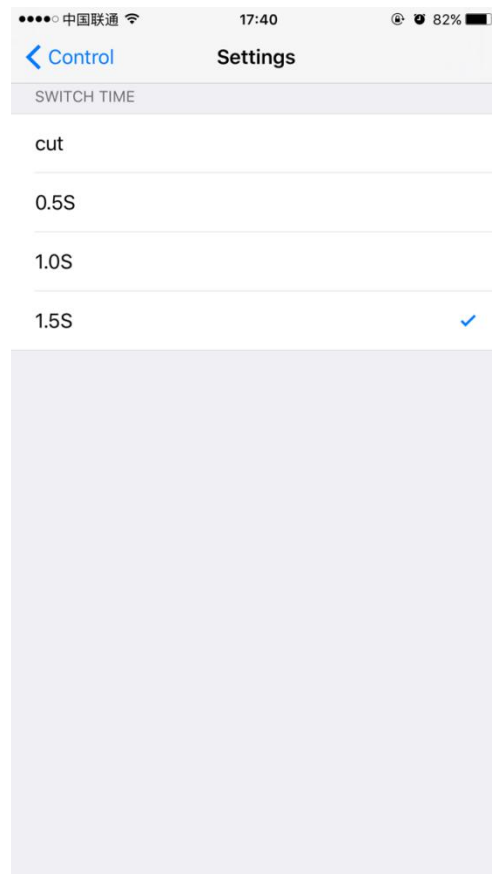 中国联通 17:40 82%
Control Settings
SWITCH TIME
cut
0.5S
1.0S
1.5S